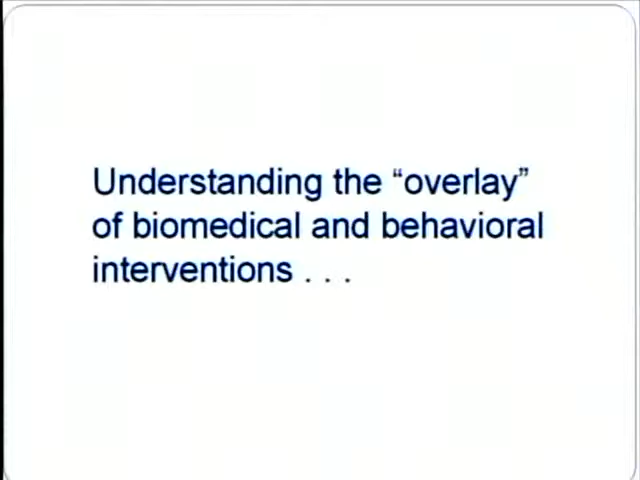 Understanding the “overlay”
of biomedical and behavioral
interventions . . .